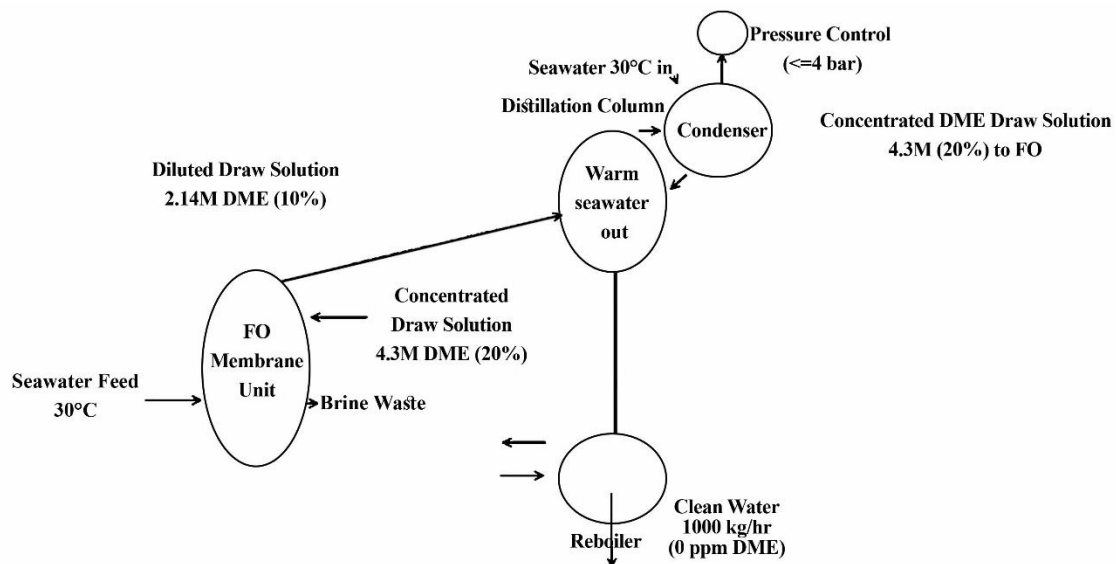 Pressure Control
(<=4 bar)
Seawater 30°C in
Distillation Column
Condenser
Concentrated DME Draw Solution
4.3M (20%) to FO
Diluted Draw Solution
2.14M DME (10%)
Warm
seawater
out
Concentrated
Draw Solution
4.3M DME (20%)
FO
Membrane
Unit
Seawater Feed
30°C
Brine Waste
Clean Water
1000 kg/hr
(0 ppm DME)
Reboiler